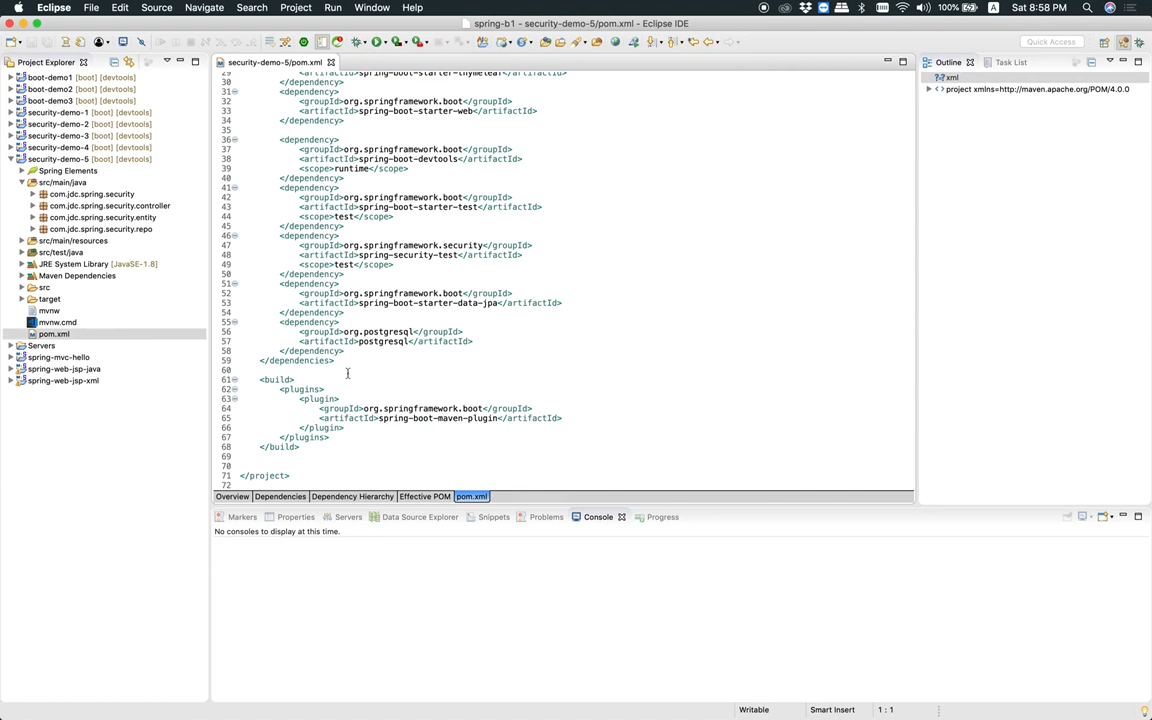 Eclipse File Edit Source Navigate Search Project Run Window Help 100% A Sat 8:58 PM
spring-b1 - security-demo-5/pom.xml - Eclipse IDE
Quick Access
Project Explorer
boot-demo1 [boot] [devtools]
boot-demo2 [boot] [devtools]
boot-demo3 [boot] [devtools]
security-demo-1 [boot] [devtools]
security-demo-2 [boot] [devtools]
security-demo-3 [boot] [devtools]
security-demo-4 [boot] [devtools]
security-demo-5 [boot] [devtools]
Spring Elements
src/main/java
com.jdc.spring.security
com.jdc.spring.security.controller
com.jdc.spring.security.entity
com.jdc.spring.security.repo
src/main/resources
src/test/java
JRE System Library [JavaSE-1.8]
Maven Dependencies
src
target
mvnw
mvnw.cmd
pom.xml
Servers
spring-mvc-hello
spring-web-jsp-java
spring-web-jsp-xml
security-demo-5/pom.xml
29 <artifactId>spring-boot-starter-thymeleaf</artifactId>
30 </dependency>
31 <dependency>
32 <groupId>org.springframework.boot</groupId>
33 <artifactId>spring-boot-starter-web</artifactId>
34 </dependency>
35
36 <dependency>
37 <groupId>org.springframework.boot</groupId>
38 <artifactId>spring-boot-devtools</artifactId>
39 <scope>runtime</scope>
40 </dependency>
41 <dependency>
42 <groupId>org.springframework.boot</groupId>
43 <artifactId>spring-boot-starter-test</artifactId>
44 <scope>test</scope>
45 </dependency>
46 <dependency>
47 <groupId>org.springframework.security</groupId>
48 <artifactId>spring-security-test</artifactId>
49 <scope>test</scope>
50 </dependency>
51 <dependency>
52 <groupId>org.springframework.boot</groupId>
53 <artifactId>spring-boot-starter-data-jpa</artifactId>
54 </dependency>
55 <dependency>
56 <groupId>org.postgresql</groupId>
57 <artifactId>postgresql</artifactId>
58 </dependency>
59 </dependencies>
60
61 <build>
62 <plugins>
63 <plugin>
64 <groupId>org.springframework.boot</groupId>
65 <artifactId>spring-boot-maven-plugin</artifactId>
66 </plugin>
67 </plugins>
68 </build>
69
70
71 </project>
72
Overview Dependencies Dependency Hierarchy Effective POM pom.xml
Outline Task List
xml
project xmlns=http://maven.apache.org/POM/4.0.0
Markers Properties Servers Data Source Explorer Snippets Problems Console Progress
No consoles to display at this time.
Writable Smart Insert 1 : 1